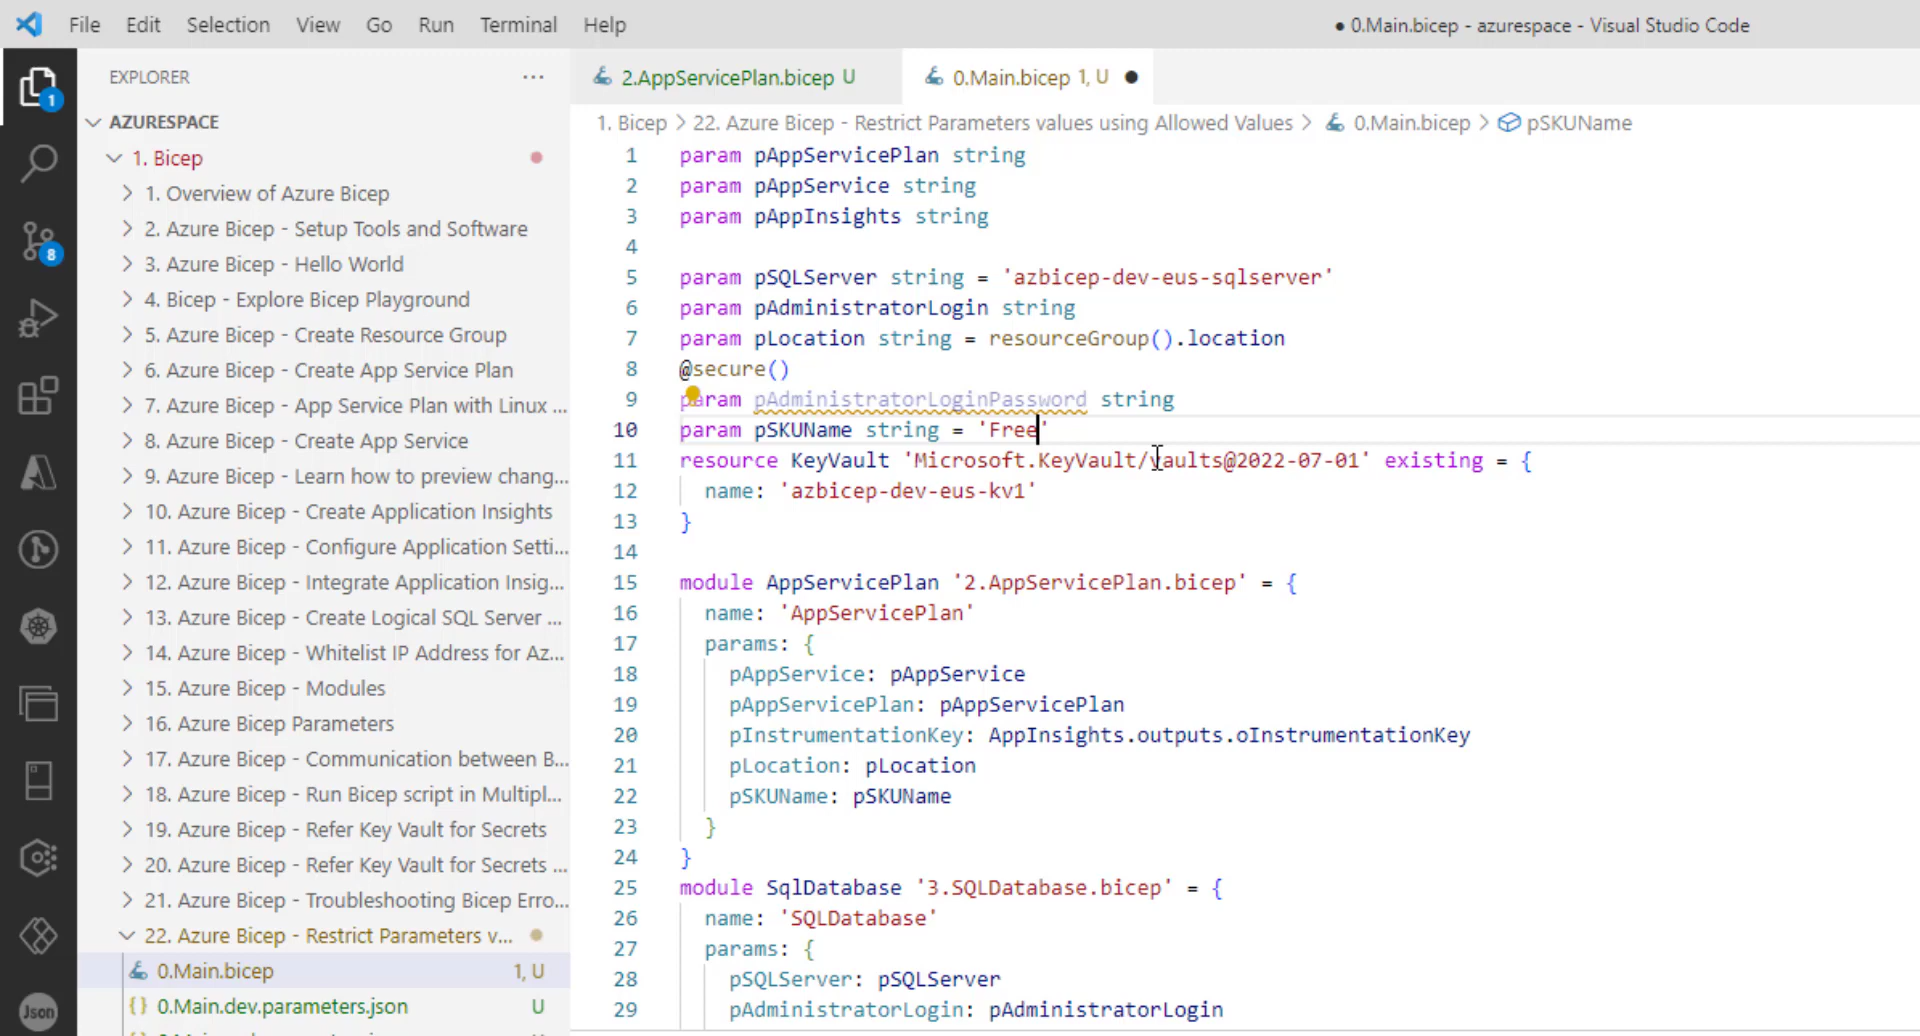 File Edit Selection View Go Run Terminal Help
● 0.Main.bicep - azurespace - Visual Studio Code
EXPLORER ...
AZURESPACE
1. Bicep
1. Overview of Azure Bicep
2. Azure Bicep - Setup Tools and Software
3. Azure Bicep - Hello World
4. Bicep - Explore Bicep Playground
5. Azure Bicep - Create Resource Group
6. Azure Bicep - Create App Service Plan
7. Azure Bicep - App Service Plan with Linux ...
8. Azure Bicep - Create App Service
9. Azure Bicep - Learn how to preview chang...
10. Azure Bicep - Create Application Insights
11. Azure Bicep - Configure Application Setti...
12. Azure Bicep - Integrate Application Insig...
13. Azure Bicep - Create Logical SQL Server ...
14. Azure Bicep - Whitelist IP Address for Az...
15. Azure Bicep - Modules
16. Azure Bicep Parameters
17. Azure Bicep - Communication between B...
18. Azure Bicep - Run Bicep script in Multipl...
19. Azure Bicep - Refer Key Vault for Secrets
20. Azure Bicep - Refer Key Vault for Secrets ...
21. Azure Bicep - Troubleshooting Bicep Erro...
22. Azure Bicep - Restrict Parameters v...
0.Main.bicep 1, U
{} 0.Main.dev.parameters.json U
1
8
Json
2.AppServicePlan.bicep U
0.Main.bicep 1, U ●
1. Bicep > 22. Azure Bicep - Restrict Parameters values using Allowed Values > 0.Main.bicep > pSKUName
1 param pAppServicePlan string
2 param pAppService string
3 param pAppInsights string
4
5 param pSQLServer string = 'azbicep-dev-eus-sqlserver'
6 param pAdministratorLogin string
7 param pLocation string = resourceGroup().location
8 @secure()
9 param pAdministratorLoginPassword string
10 param pSKUName string = 'Free'
11 resource KeyVault 'Microsoft.KeyVault/vaults@2022-07-01' existing = {
12 name: 'azbicep-dev-eus-kv1'
13 }
14
15 module AppServicePlan '2.AppServicePlan.bicep' = {
16 name: 'AppServicePlan'
17 params: {
18 pAppService: pAppService
19 pAppServicePlan: pAppServicePlan
20 pInstrumentationKey: AppInsights.outputs.oInstrumentationKey
21 pLocation: pLocation
22 pSKUName: pSKUName
23 }
24 }
25 module SqlDatabase '3.SQLDatabase.bicep' = {
26 name: 'SQLDatabase'
27 params: {
28 pSQLServer: pSQLServer
29 pAdministratorLogin: pAdministratorLogin